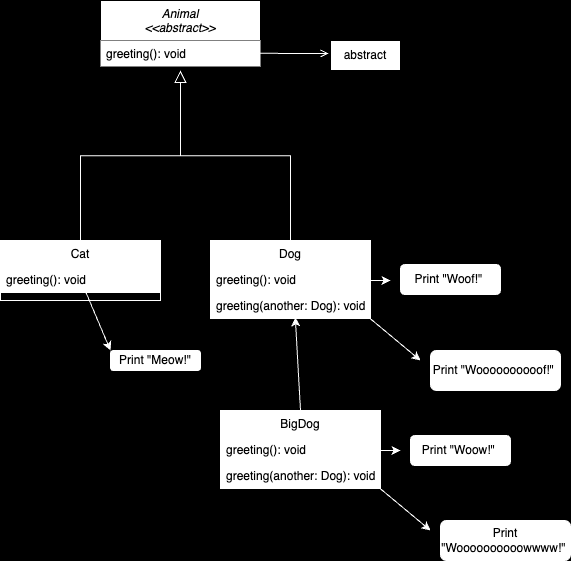 Animal
<<abstract>>
greeting(): void
abstract
Cat
greeting(): void
Print "Meow!"
Dog
greeting(): void
greeting(another: Dog): void
Print "Woof!"
Print "Woooooooooof!"
BigDog
greeting(): void
greeting(another: Dog): void
Print "Woow!"
Print
"Woooooooooowwww!"